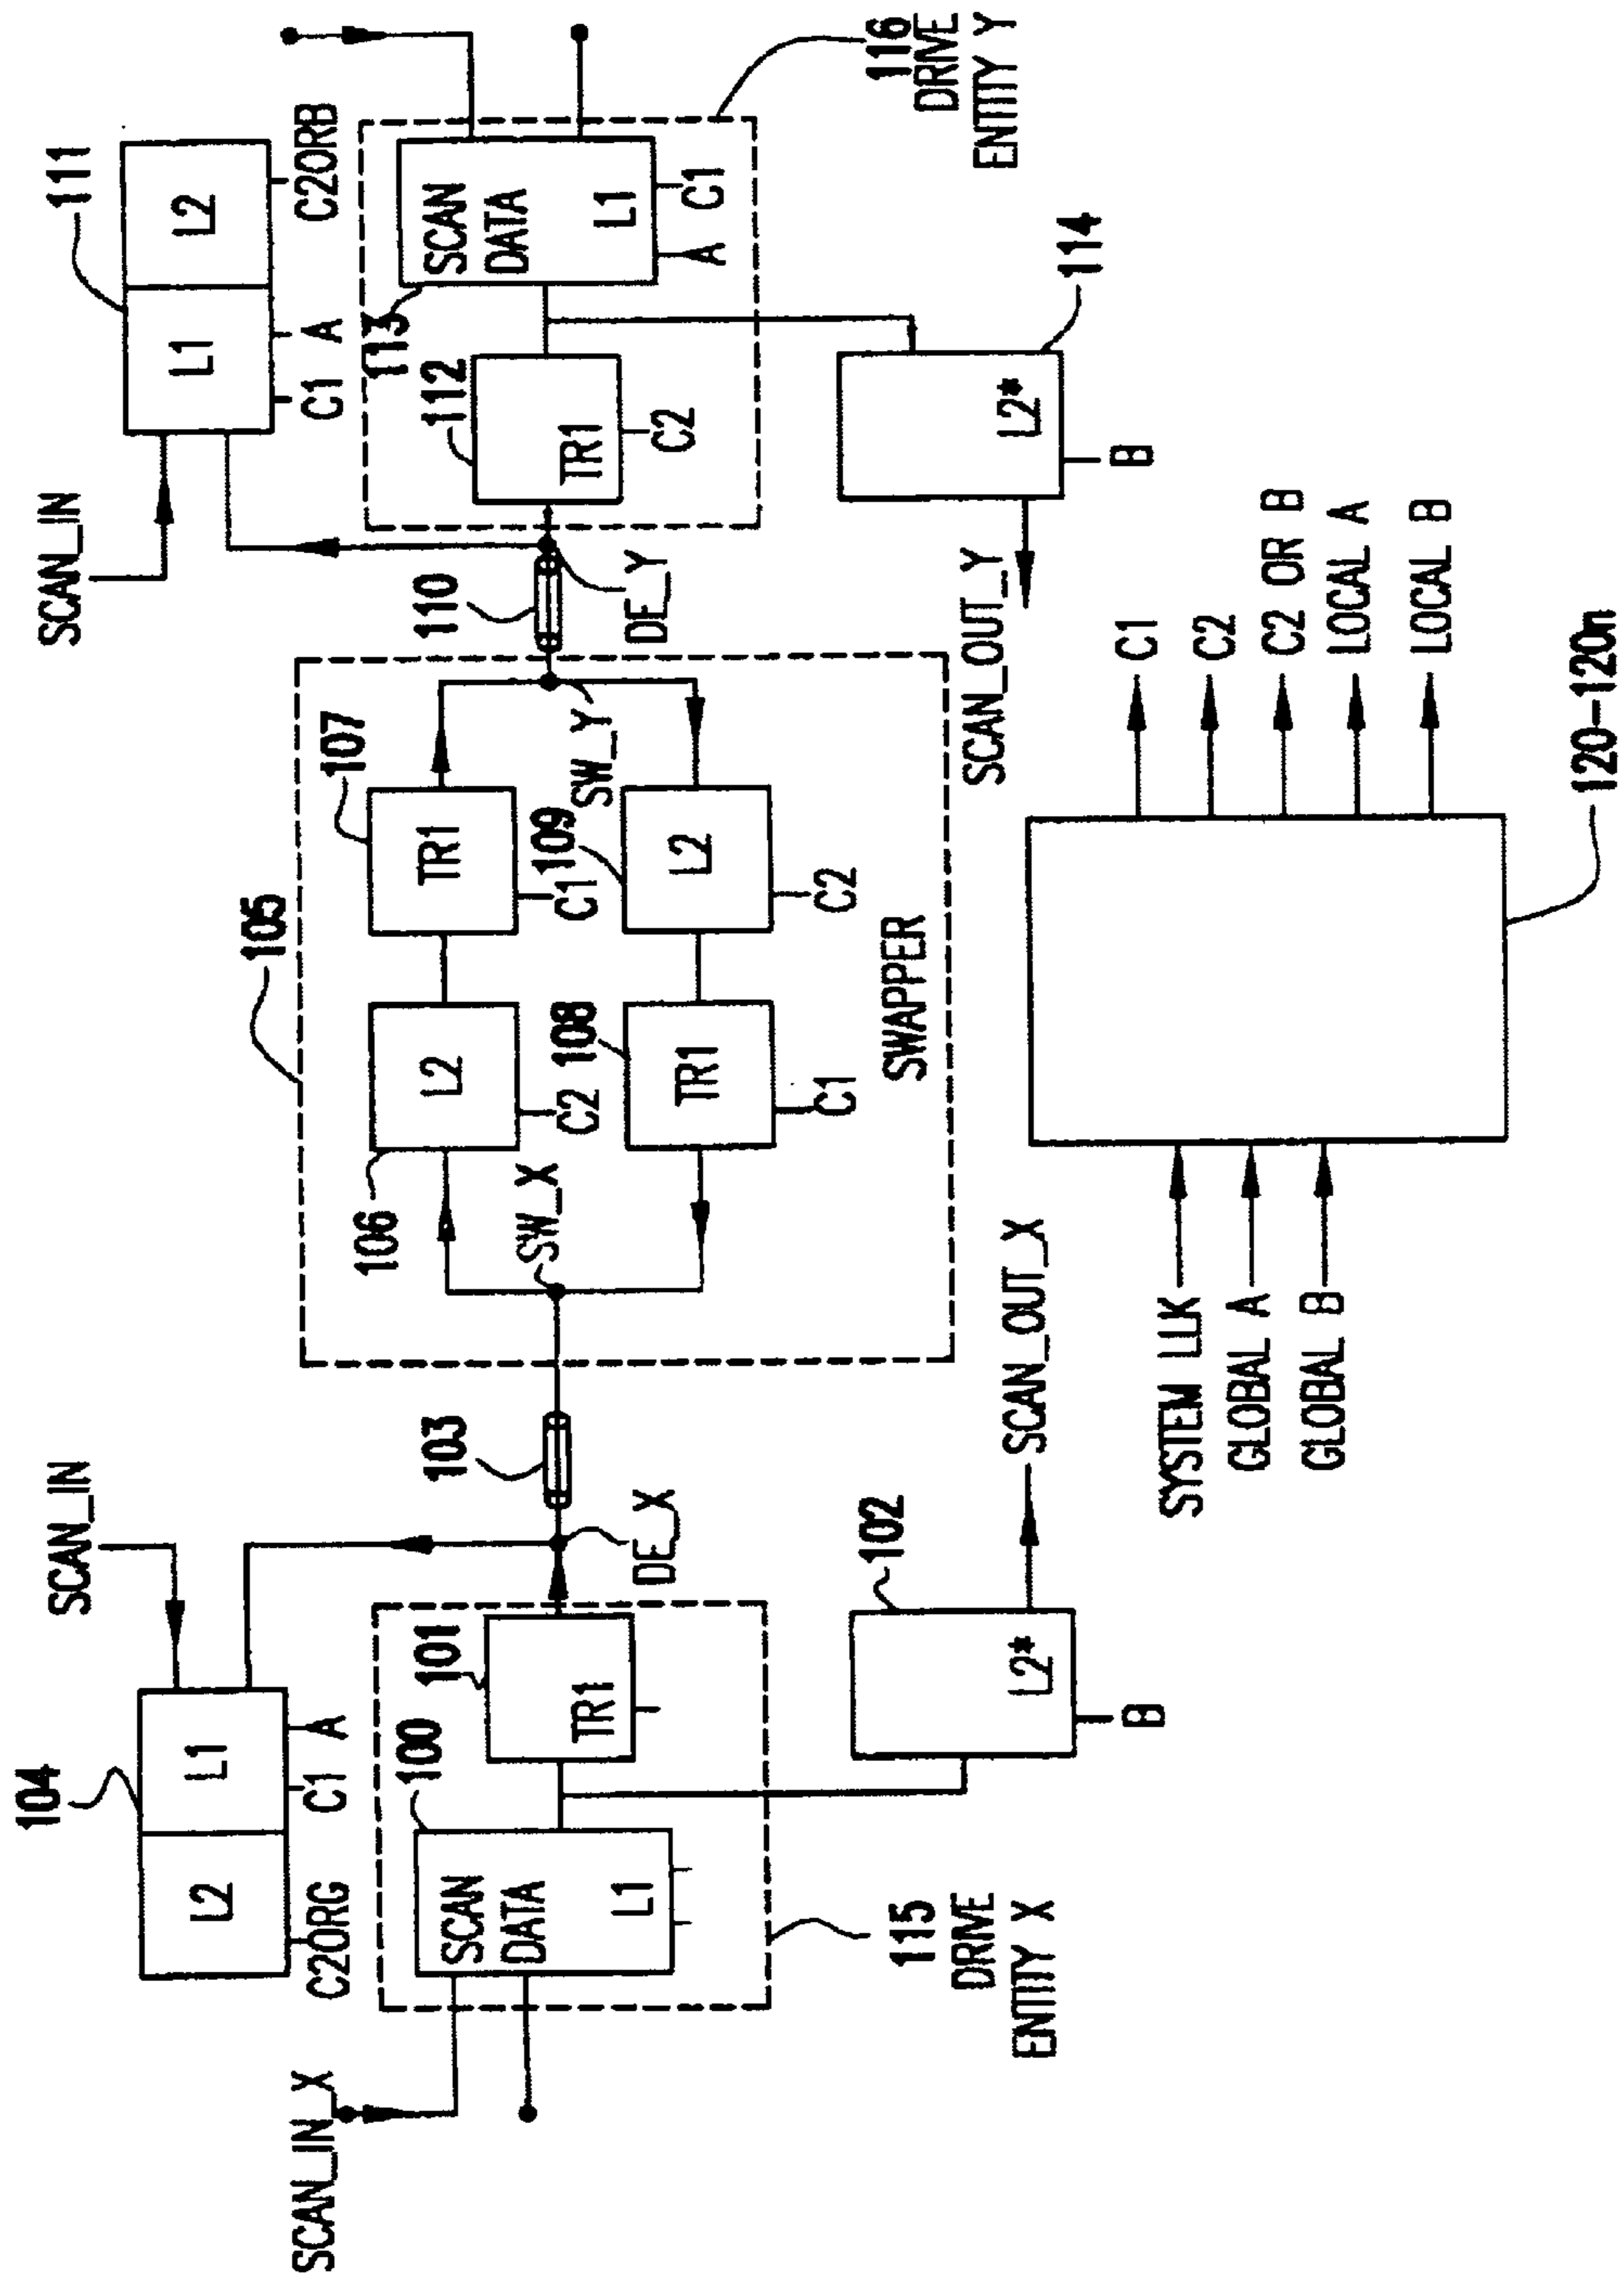 SCAN_IN
104
L2
L1
C2ORG
C1
A
SCAN_IN_X
100
SCAN
DATA
L1
101
TR1
115
DRIVE
ENTITY X
DE_X
103
102
L2*
B
SCAN_OUT_X
105
106
L2
C2
107
TR1
C1
SW_X
SW_Y
108
TR1
C1
109
L2
C2
SWAPPER
SCAN_IN
111
L1
L2
C1
A
C2ORB
110
DE_Y
112
TR1
C2
113
SCAN
DATA
L1
A
C1
116
DRIVE
ENTITY Y
114
L2*
B
SCAN_OUT_Y
SYSTEM LLK
GLOBAL A
GLOBAL B
C1
C2
C2 OR B
LOCAL A
LOCAL B
120-120n